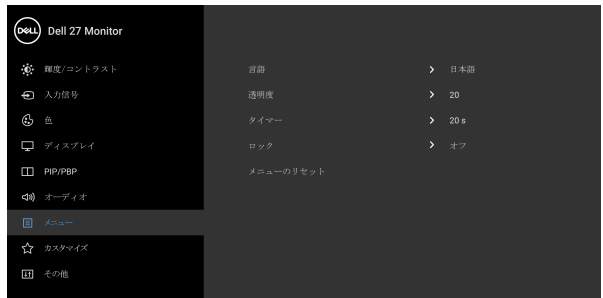 DELL Dell 27 Monitor
輝度/コントラスト
入力信号
色
ディスプレイ
PIP/PBP
オーディオ
メニュー
カスタマイズ
その他
言語 日本語
透明度 20
タイマー 20 s
ロック オフ
メニューのリセット